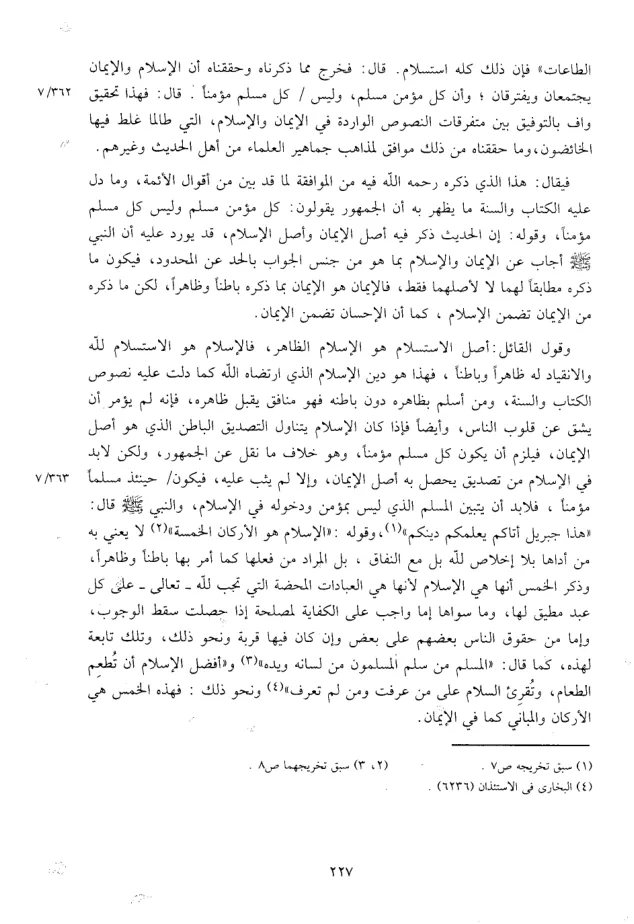 الطاعات» فإن ذلك كله استسلام. قال: فخرج مما ذكرناه وحققناه أن الإسلام والإيمان
يجتمعان ويفترقان ؛ وأن كل مؤمن مسلم، وليس / كل مسلم مؤمناً . قال: فهذا تحقيق ٧/٣٦٢
واف بالتوفيق بين متفرقات النصوص الواردة في الإيمان والإسلام، التي طالما غلط فيها
الخائضون، وما حققناه من ذلك موافق لمذاهب جماهير العلماء من أهل الحديث وغيرهم.
فيقال: هذا الذي ذكره رحمه الله فيه من الموافقة لما قد بين من أقوال الأئمة، وما دل
عليه الكتاب والسنة ما يظهر به أن الجمهور يقولون: كل مؤمن مسلم وليس كل مسلم
مؤمناً، وقوله: إن الحديث ذكر فيه أصل الإيمان وأصل الإسلام، قد يورد عليه أن النبي
ﷺ أجاب عن الإيمان والإسلام بما هو من جنس الجواب بالحد عن المحدود، فيكون ما
ذكره مطابقاً لهما لا لأصلهما فقط، فالإيمان هو الإيمان بما ذكره باطناً وظاهراً، لكن ما ذكره
من الإيمان تضمن الإسلام ، كما أن الإحسان تضمن الإيمان.
وقول القائل: أصل الاستسلام هو الإسلام الظاهر، فالإسلام هو الاستسلام لله
والانقياد له ظاهراً وباطناً ، فهذا هو دين الإسلام الذي ارتضاه الله كما دلت عليه نصوص
الكتاب والسنة، ومن أسلم بظاهره دون باطنه فهو منافق يقبل ظاهره، فإنه لم يؤمر أن
يشق عن قلوب الناس، وأيضاً فإذا كان الإسلام يتناول التصديق الباطن الذي هو أصل
الإيمان، فيلزم أن يكون كل مسلم مؤمناً، وهو خلاف ما نقل عن الجمهور، ولكن لابد
في الإسلام من تصديق يحصل به أصل الإيمان، وإلا لم يثب عليه، فيكون/ حينئذ مسلماً ٧/٣٦٣
مؤمناً ، فلابد أن يتبين المسلم الذي ليس بمؤمن ودخوله في الإسلام، والنبي ﷺ قال:
«هذا جبريل أتاكم يعلمكم دينكم»(١)، وقوله :«الإسلام هو الأركان الخمسة»(٢) لا يعني به
من أداها بلا إخلاص لله بل مع النفاق ، بل المراد من فعلها كما أمر بها باطناً وظاهراً،
وذكر الخمس أنها هي الإسلام لأنها هي العبادات المحضة التي تجب لله ـ تعالى ـ على كل
عبد مطيق لها، وما سواها إما واجب على الكفاية لمصلحة إذا حصلت سقط الوجوب،
وإما من حقوق الناس بعضهم على بعض وإن كان فيها قربة ونحو ذلك، وتلك تابعة
لهذه، كما قال: «المسلم من سلم المسلمون من لسانه ويده»(٣) و«أفضل الإسلام أن تُطعِم
الطعام، وتُقرِئ السلام على من عرفت ومن لم تعرف»(٤) ونحو ذلك : فهذه الخمس هي
الأركان والمباني كما في الإيمان.
(١) سبق تخريجه ص٧ . (٢، ٣) سبق تخريجهما ص٨ .
(٤) البخاري في الاستئذان (٦٢٣٦) .
٢٢٧